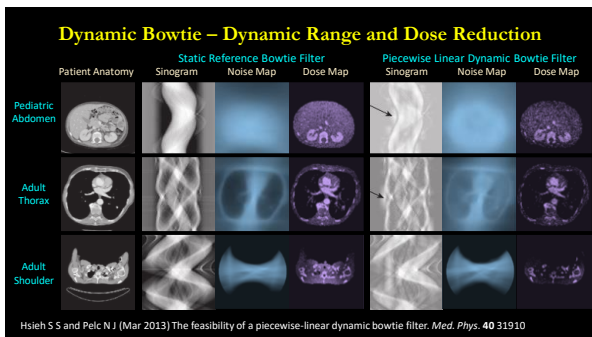 Dynamic Bowtie – Dynamic Range and Dose Reduction
Static Reference Bowtie Filter
Piecewise Linear Dynamic Bowtie Filter
Patient Anatomy
Sinogram
Noise Map
Dose Map
Sinogram
Noise Map
Dose Map
Pediatric
Abdomen
Adult
Thorax
Adult
Shoulder
Hsieh S S and Pelc N J (Mar 2013) The feasibility of a piecewise-linear dynamic bowtie filter. Med. Phys. 40 31910